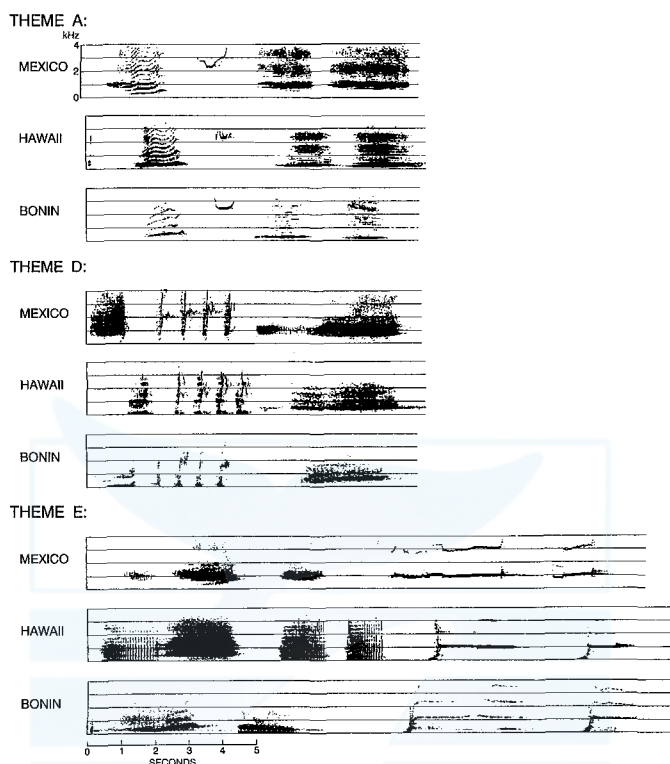 THEME A:
kHz
4
MEXICO
2
0
HAWAII
BONIN
THEME D:
MEXICO
HAWAII
BONIN
THEME E:
MEXICO
HAWAII
BONIN
0 1 2 3 4 5
SECONDS